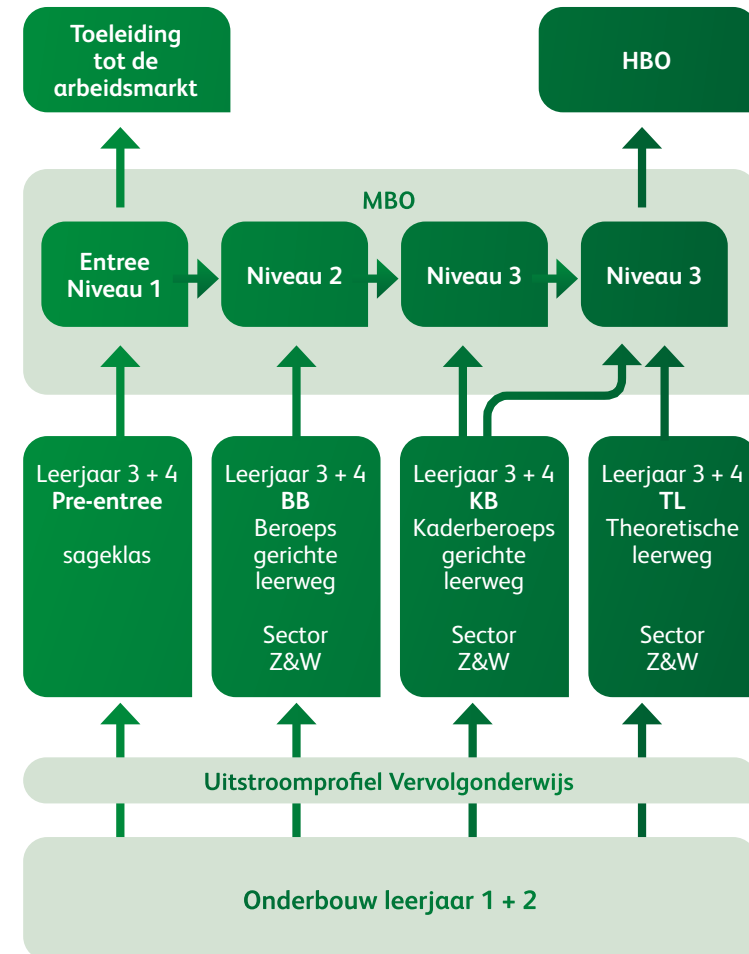 Toeleiding
tot de
arbeidsmarkt
HBO
MBO
Entree
Niveau 1
Niveau 2
Niveau 3
Niveau 3
Leerjaar 3 + 4
Pre-entree
sageklas
Leerjaar 3 + 4
BB
Beroeps
gerichte
leerweg
Sector
Z&W
Leerjaar 3 + 4
KB
Kaderberoeps
gerichte
leerweg
Sector
Z&W
Leerjaar 3 + 4
TL
Theoretische
leerweg
Sector
Z&W
Uitstroomprofiel Vervolgonderwijs
Onderbouw leerjaar 1 + 2